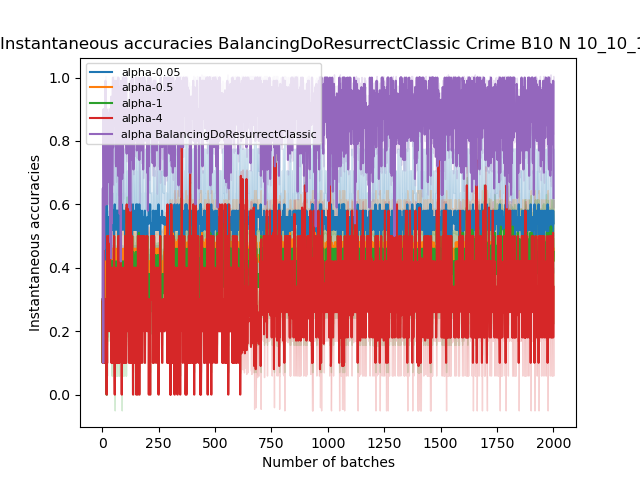 Instantaneous accuracies BalancingDoResurrectClassic Crime B10 N 10_10_1
alpha-0.05
alpha-0.5
alpha-1
alpha-4
alpha BalancingDoResurrectClassic
1.0
0.8
0.6
0.4
0.2
0.0
Instantaneous accuracies
0 250 500 750 1000 1250 1500 1750 2000
Number of batches